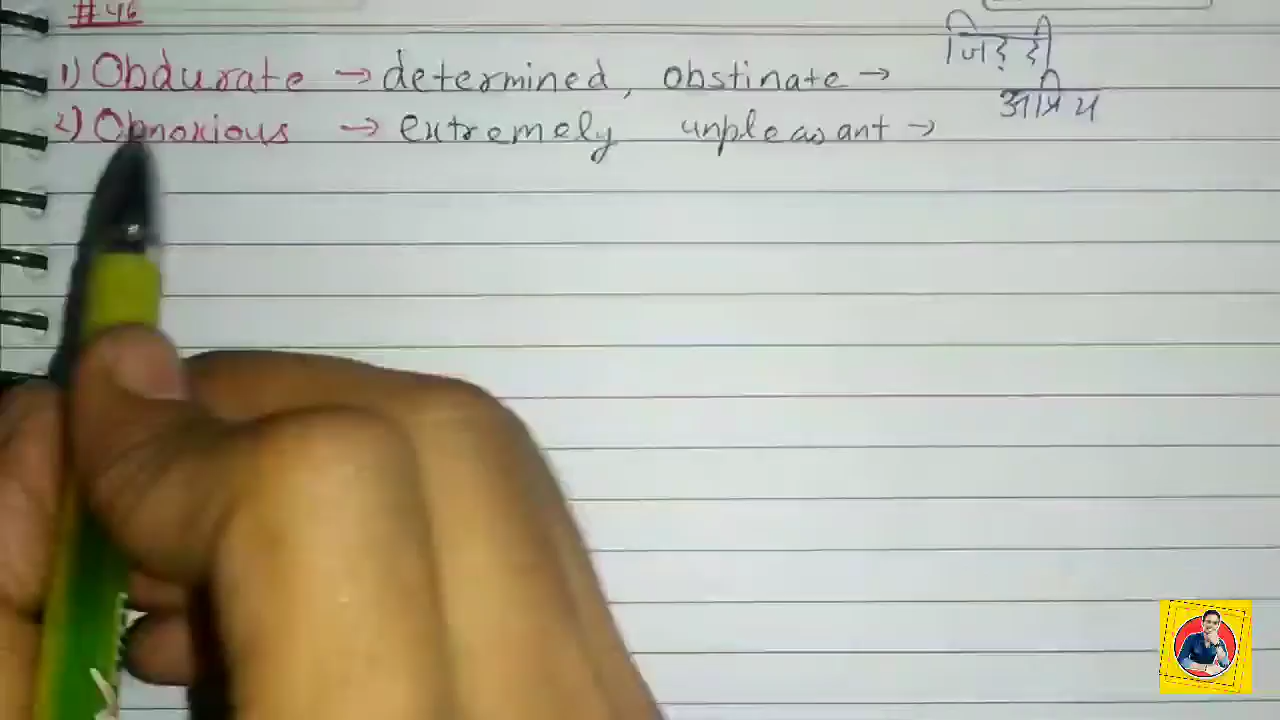 #46
1) Obdurate → determined, obstinate → जिद्दी
2) Obnoxious → extremely unpleasant → अप्रिय